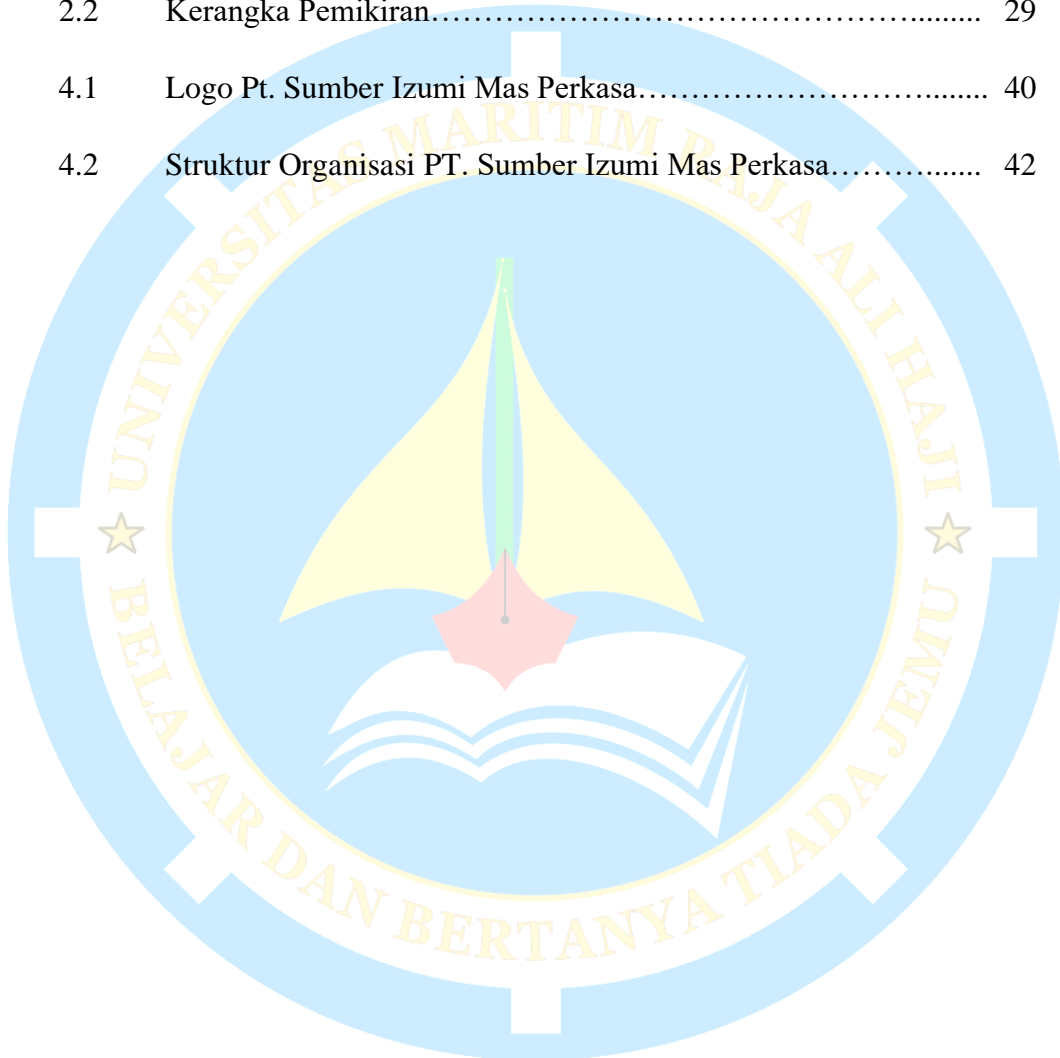 2.2 Kerangka Pemikiran……………………………………………......... 29
4.1 Logo Pt. Sumber Izumi Mas Perkasa………………………........ 40
4.2 Struktur Organisasi PT. Sumber Izumi Mas Perkasa………....... 42
UNIVERSITAS MARITIM RAJA ALI HAJI
BELAJAR DAN BERTANYA TIADA JEMU